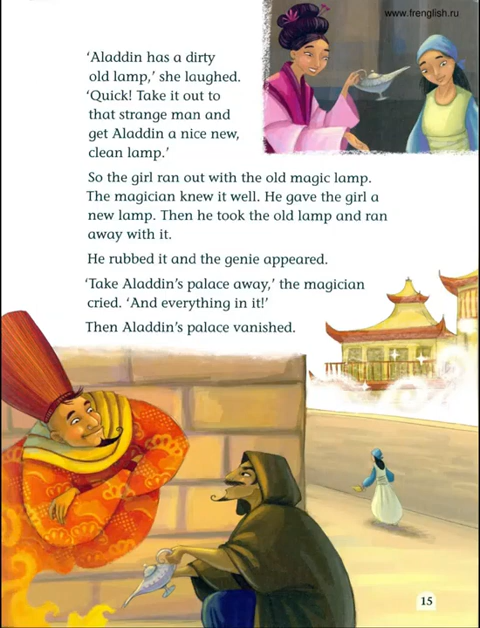 www.frenglish.ru
‘Aladdin has a dirty
old lamp,’ she laughed.
‘Quick! Take it out to
that strange man and
get Aladdin a nice new,
clean lamp.’
So the girl ran out with the old magic lamp.
The magician knew it well. He gave the girl a
new lamp. Then he took the old lamp and ran
away with it.
He rubbed it and the genie appeared.
‘Take Aladdin’s palace away,’ the magician
cried. ‘And everything in it!’
Then Aladdin’s palace vanished.
15